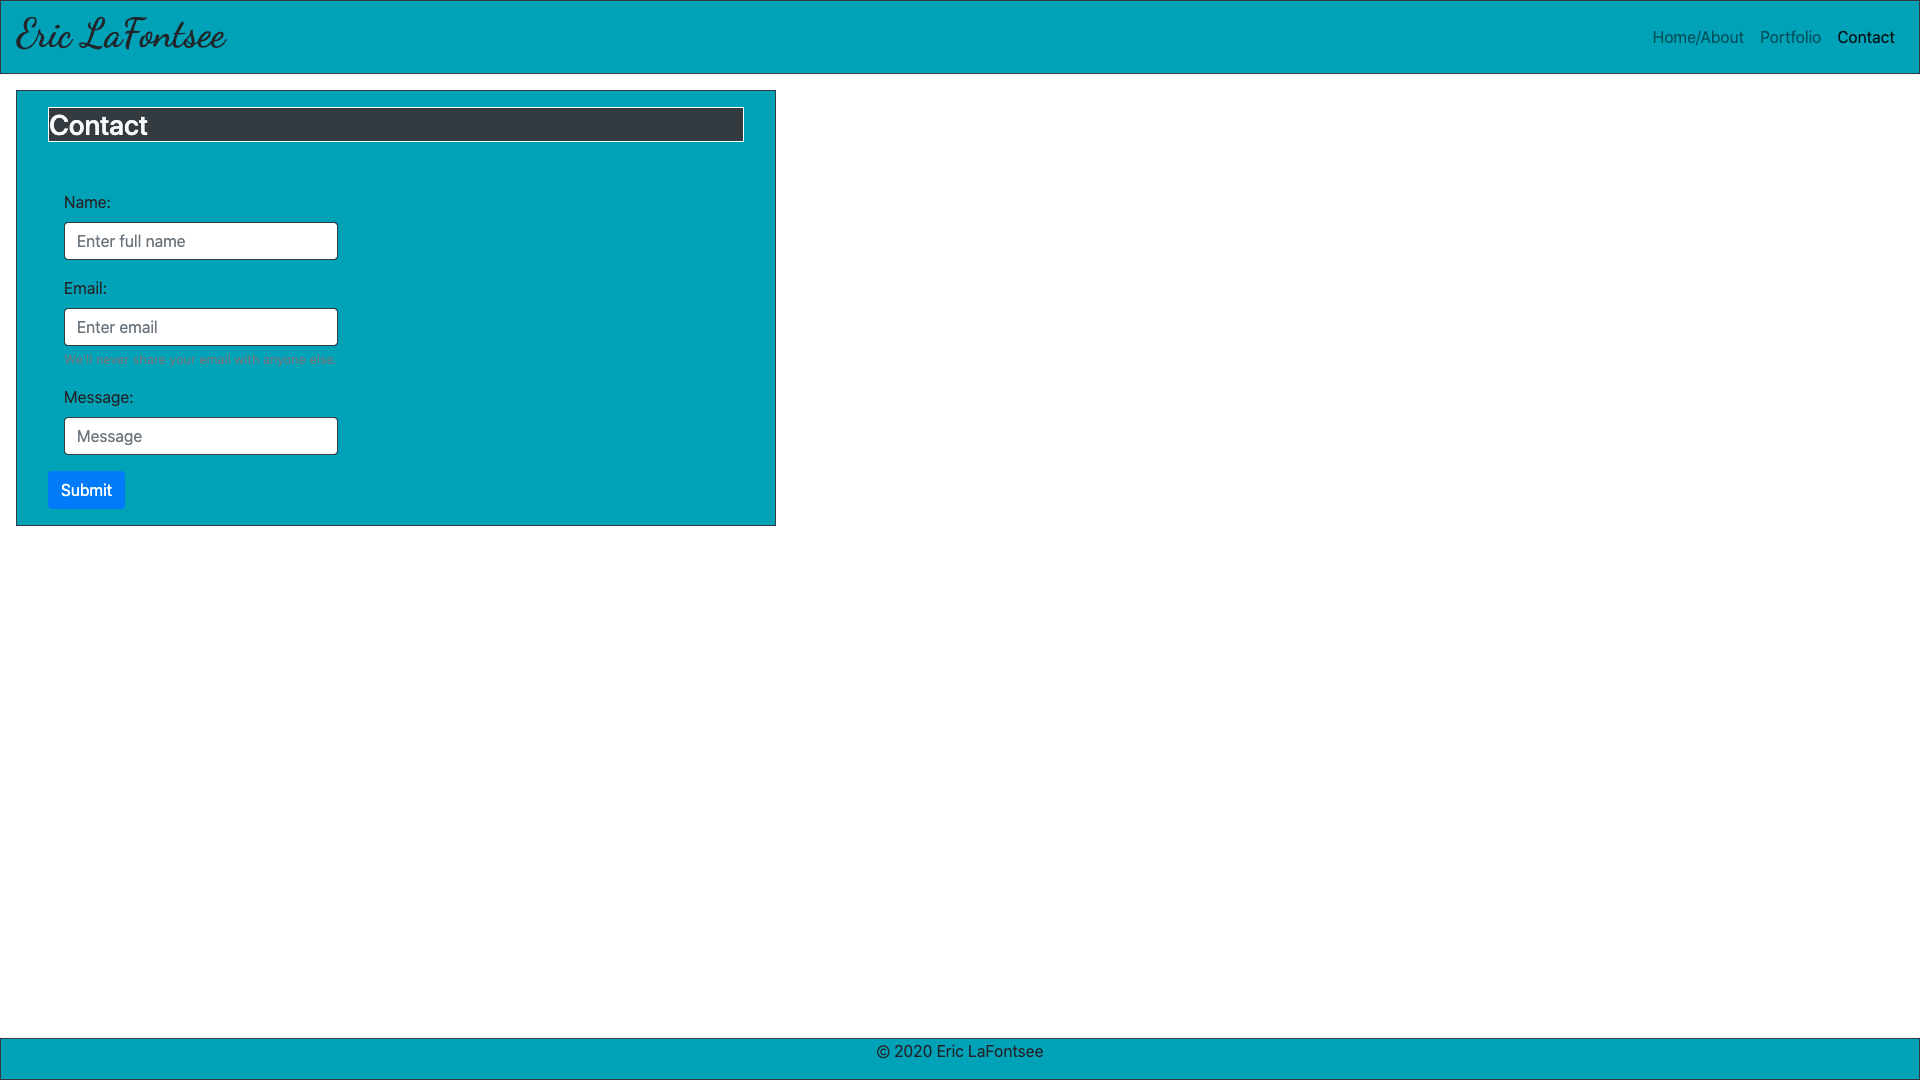 Eric LaFontsee
Home/About Portfolio Contact
Contact
Name:
Enter full name
Email:
Enter email
We'll never share your email with anyone else.
Message:
Message
Submit
© 2020 Eric LaFontsee